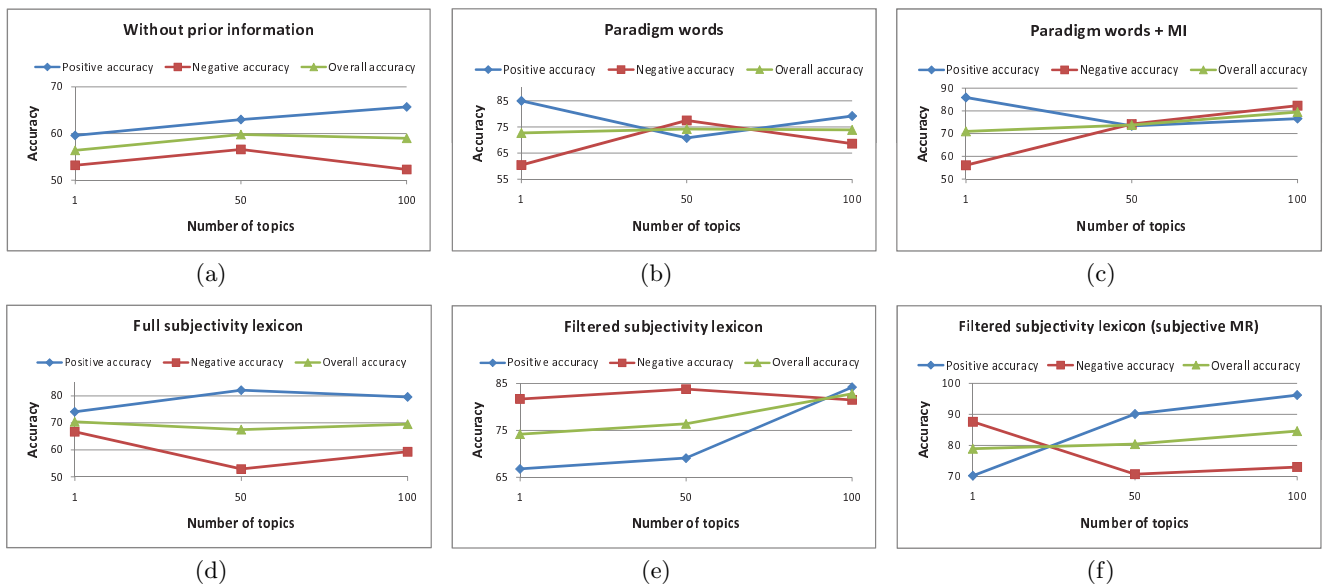 Without prior information
Positive accuracy Negative accuracy Overall accuracy
70
60
50
Accuracy
1 50 100
Number of topics
(a)
Paradigm words
Positive accuracy Negative accuracy Overall accuracy
85
75
65
55
Accuracy
1 50 100
Number of topics
(b)
Paradigm words + MI
Positive accuracy Negative accuracy Overall accuracy
90
80
70
60
50
Accuracy
1 50 100
Number of topics
(c)
Full subjectivity lexicon
Positive accuracy Negative accuracy Overall accuracy
80
70
60
50
Accuracy
1 50 100
Number of topics
(d)
Filtered subjectivity lexicon
Positive accuracy Negative accuracy Overall accuracy
85
75
65
Accuracy
1 50 100
Number of topics
(e)
Filtered subjectivity lexicon (subjective MR)
Positive accuracy Negative accuracy Overall accuracy
100
90
80
70
Accuracy
1 50 100
Number of topics
(f)